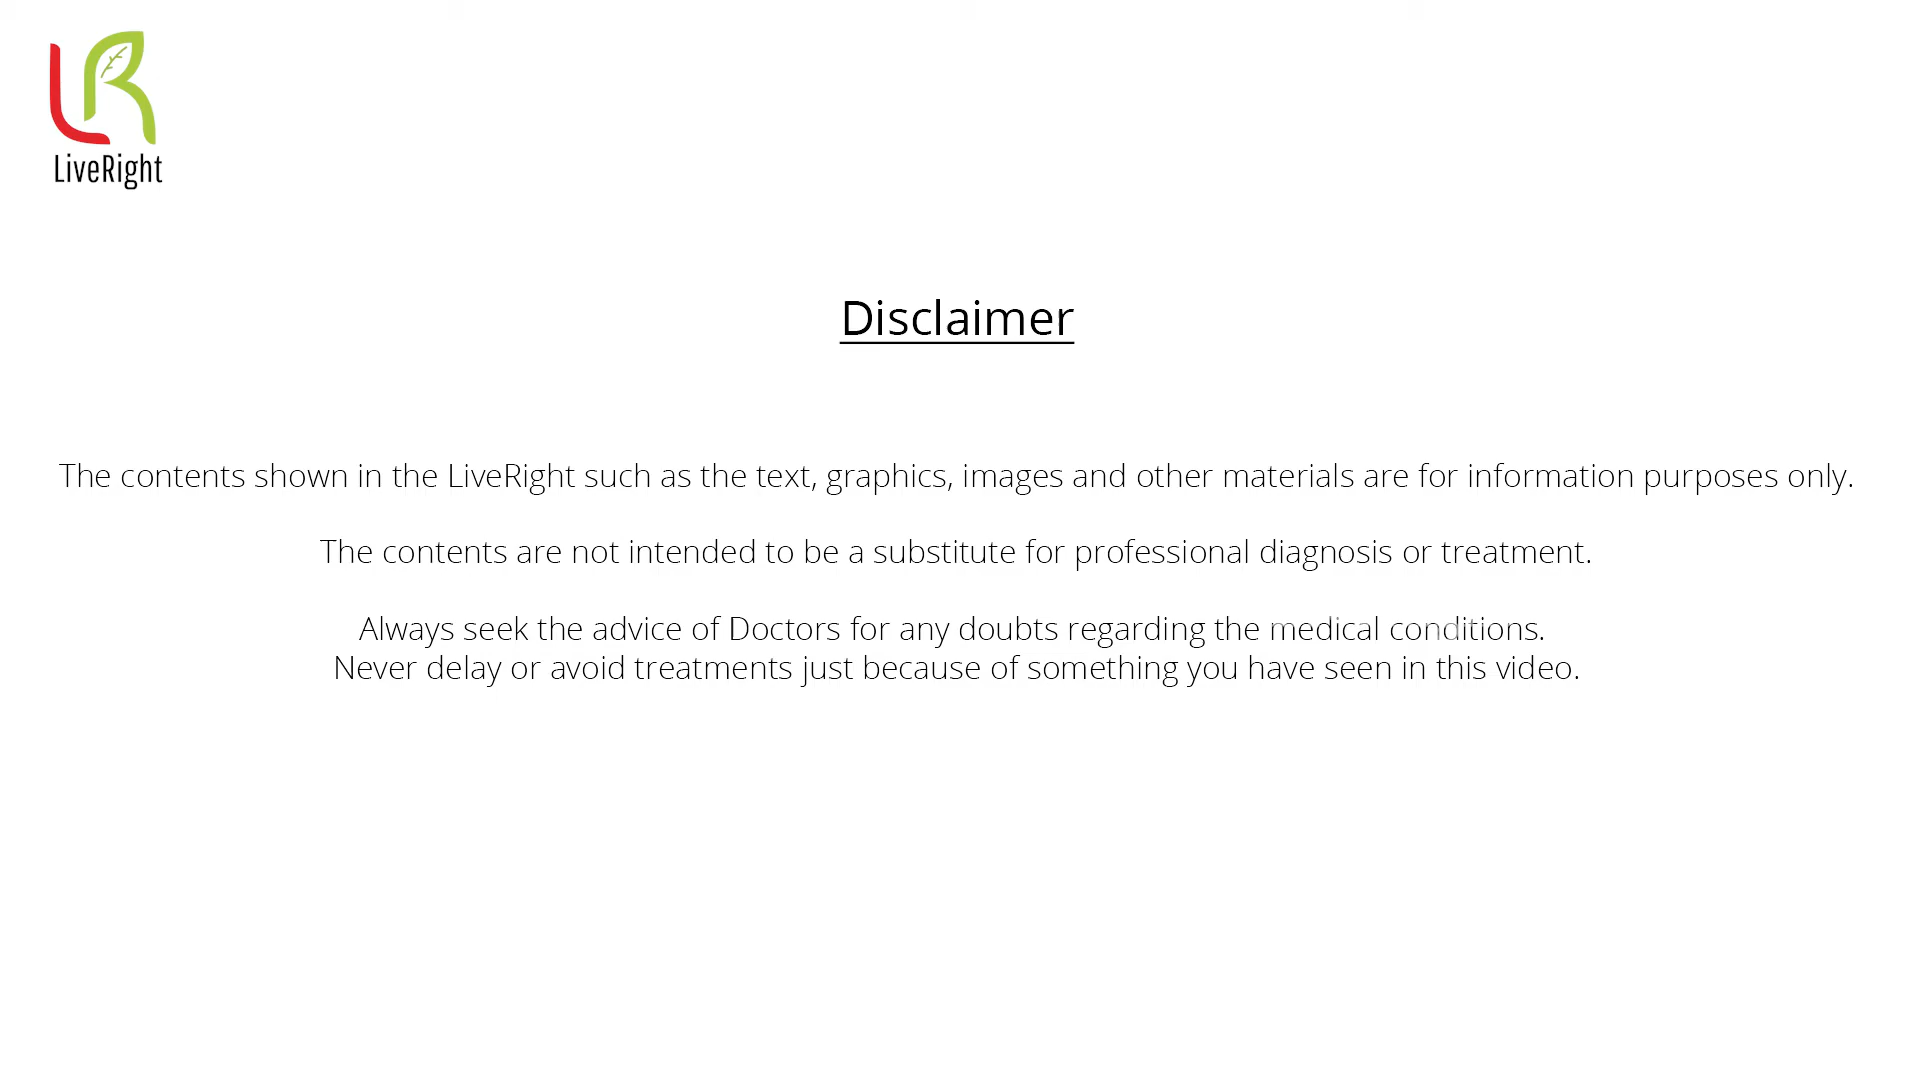 LiveRight
Disclaimer
The contents shown in the LiveRight such as the text, graphics, images and other materials are for information purposes only.
The contents are not intended to be a substitute for professional diagnosis or treatment.
Always seek the advice of Doctors for any doubts regarding the medical conditions.
Never delay or avoid treatments just because of something you have seen in this video.